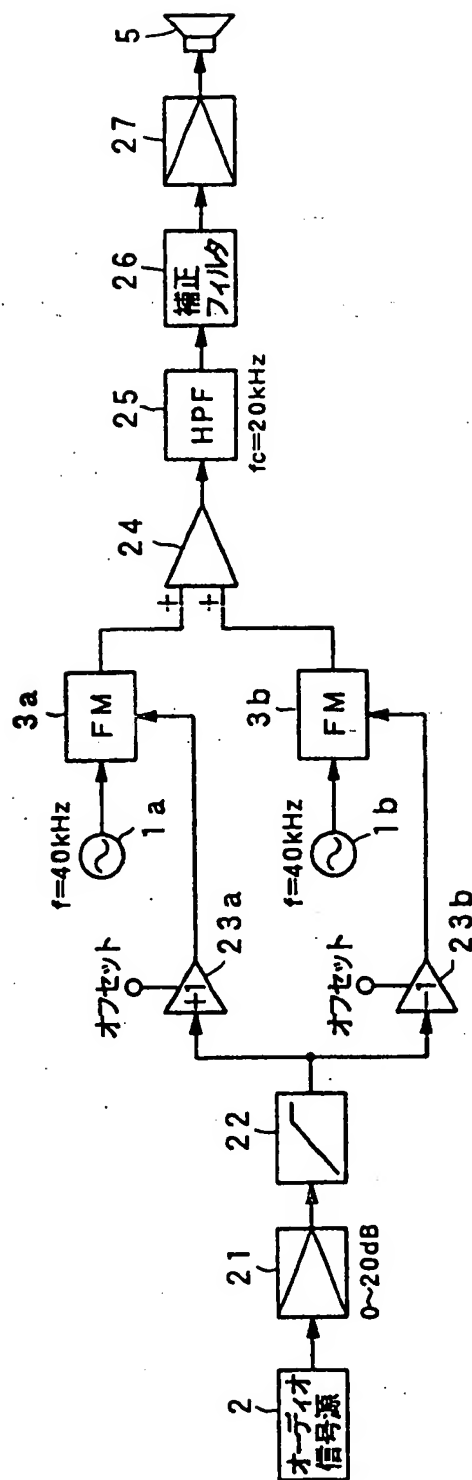 2
オーディオ
信号源
21
0~20dB
22
オフセット
23a
+1
オフセット
23b
-1
f=40kHz
1a
f=40kHz
1b
3a
FM
3b
FM
24
+
+
25
HPF
fc=20kHz
26
補正
フィルタ
27
5